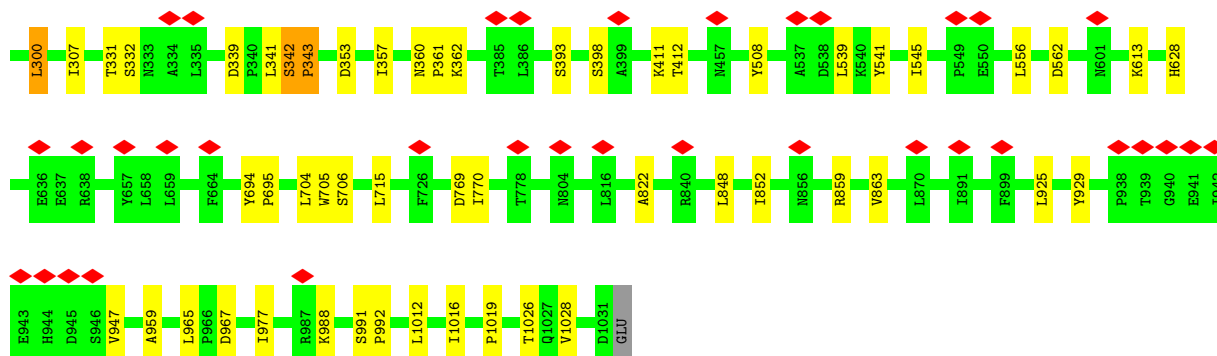 L300 I307 T331 S332 N333 A334 L335 D339 P340 L341 S342 P343 D353 I357 N360 P361 K362 T385 L386 S393 S398 A399 K411 T412 N457 Y508 A537 D538 L539 K540 Y541 I545 P549 E550 L556 D562 N601 K613 H628
E636 E637 R638 Y657 L658 L659 F664 Y694 P695 L704 W705 S706 L715 F726 D769 I770 T778 N804 L816 A822 R840 L848 I852 N856 R859 V863 L870 I891 F899 L925 Y929 P938 T939 G940 E941
E943 H944 D945 S946 V947 A959 L965 P966 D967 I977 R987 K988 S991 P992 L1012 I1016 P1019 T1026 Q1027 V1028 D1031 GLU